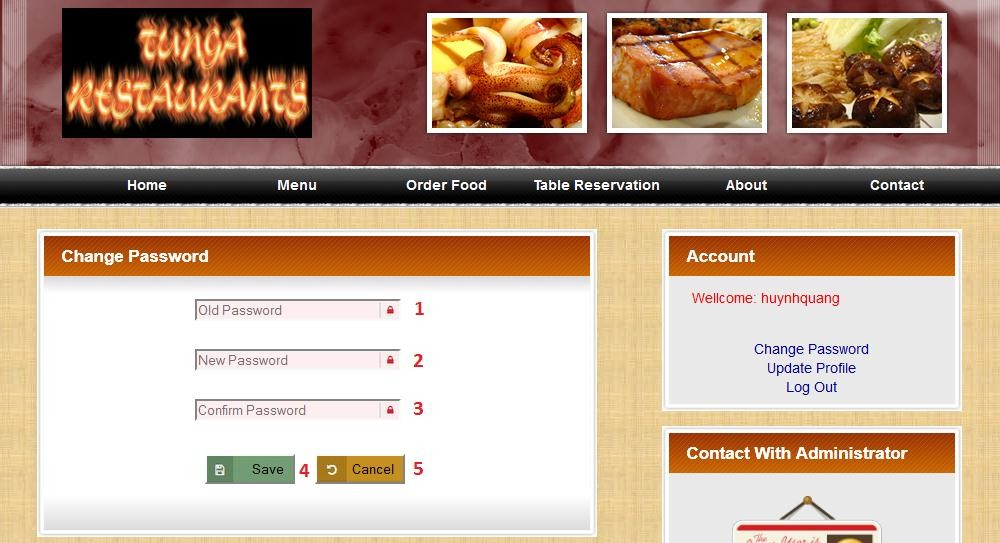 TUNGA
RESTAURANTS
Home Menu Order Food Table Reservation About Contact
Change Password
Old Password 1
New Password 2
Confirm Password 3
Save 4 Cancel 5
Account
Wellcome: huynhquang
Change Password
Update Profile
Log Out
Contact With Administrator
The